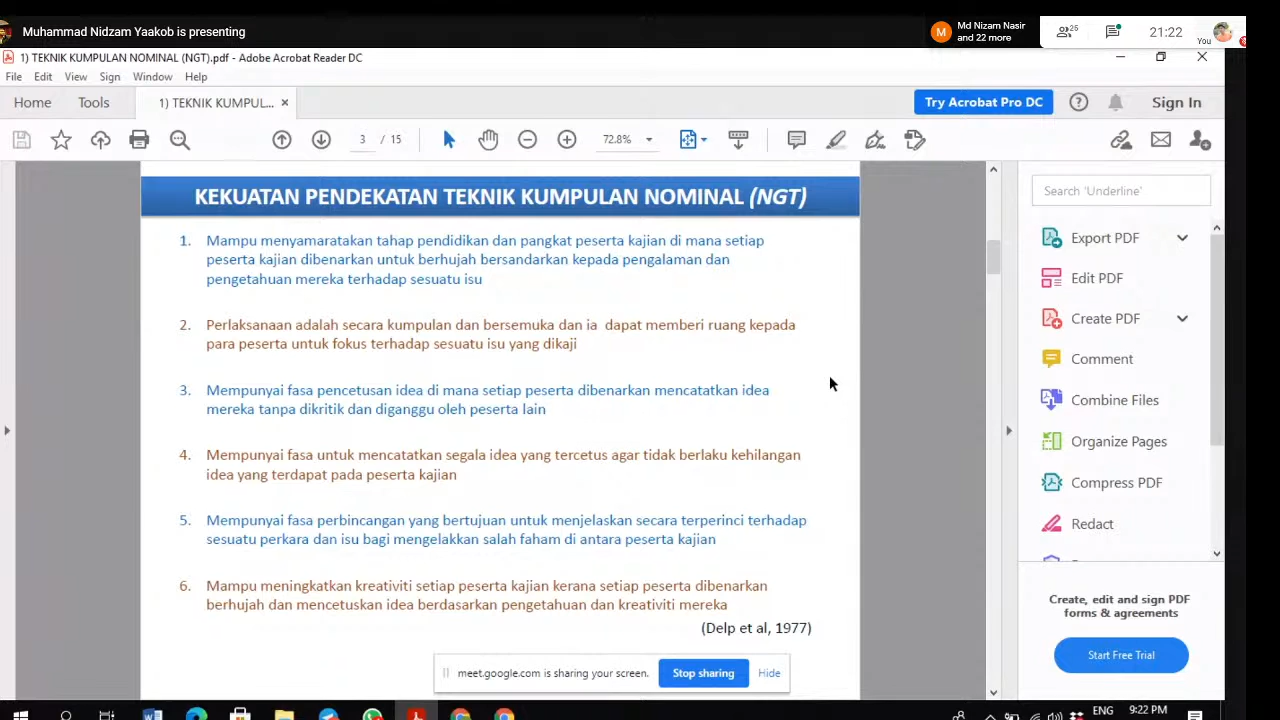 Muhammad Nidzam Yaakob is presenting
M Md Nizam Nasir
and 22 more
25
21:22
You
1) TEKNIK KUMPULAN NOMINAL (NGT).pdf - Adobe Acrobat Reader DC
File Edit View Sign Window Help
Home Tools 1) TEKNIK KUMPUL... × Try Acrobat Pro DC Sign In
3 / 15 72.8%
KEKUATAN PENDEKATAN TEKNIK KUMPULAN NOMINAL (NGT)
1. Mampu menyamaratakan tahap pendidikan dan pangkat peserta kajian di mana setiap
peserta kajian dibenarkan untuk berhujah bersandarkan kepada pengalaman dan
pengetahuan mereka terhadap sesuatu isu
2. Perlaksanaan adalah secara kumpulan dan bersemuka dan ia dapat memberi ruang kepada
para peserta untuk fokus terhadap sesuatu isu yang dikaji
3. Mempunyai fasa pencetusan idea di mana setiap peserta dibenarkan mencatatkan idea
mereka tanpa dikritik dan diganggu oleh peserta lain
4. Mempunyai fasa untuk mencatatkan segala idea yang tercetus agar tidak berlaku kehilangan
idea yang terdapat pada peserta kajian
5. Mempunyai fasa perbincangan yang bertujuan untuk menjelaskan secara terperinci terhadap
sesuatu perkara dan isu bagi mengelakkan salah faham di antara peserta kajian
6. Mampu meningkatkan kreativiti setiap peserta kajian kerana setiap peserta dibenarkan
berhujah dan mencetuskan idea berdasarkan pengetahuan dan kreativiti mereka
(Delp et al, 1977)
Search 'Underline'
Export PDF
Edit PDF
Create PDF
Comment
Combine Files
Organize Pages
Compress PDF
Redact
Create, edit and sign PDF
forms & agreements
Start Free Trial
meet.google.com is sharing your screen. Stop sharing Hide
ENG 9:22 PM